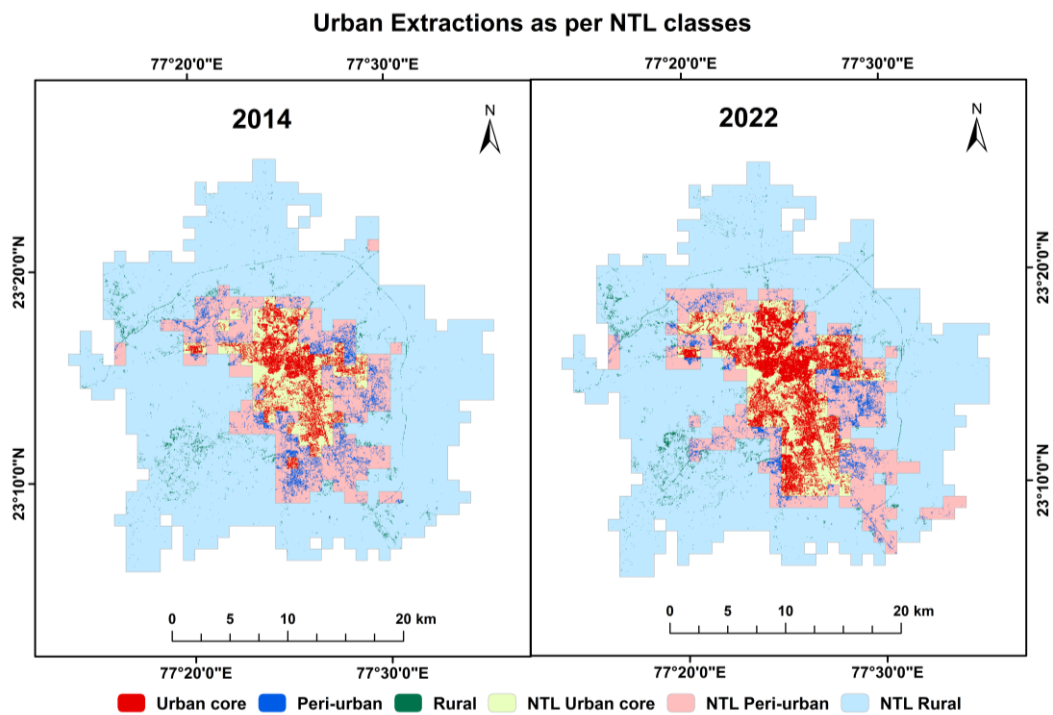 Urban Extractions as per NTL classes
77°20'0"E 77°30'0"E 77°20'0"E 77°30'0"E
2014 N 2022 N
23°20'0"N 23°20'0"N
23°10'0"N 23°10'0"N
0 5 10 20 km 0 5 10 20 km
77°20'0"E 77°30'0"E 77°20'0"E 77°30'0"E
Urban core Peri-urban Rural NTL Urban core NTL Peri-urban NTL Rural